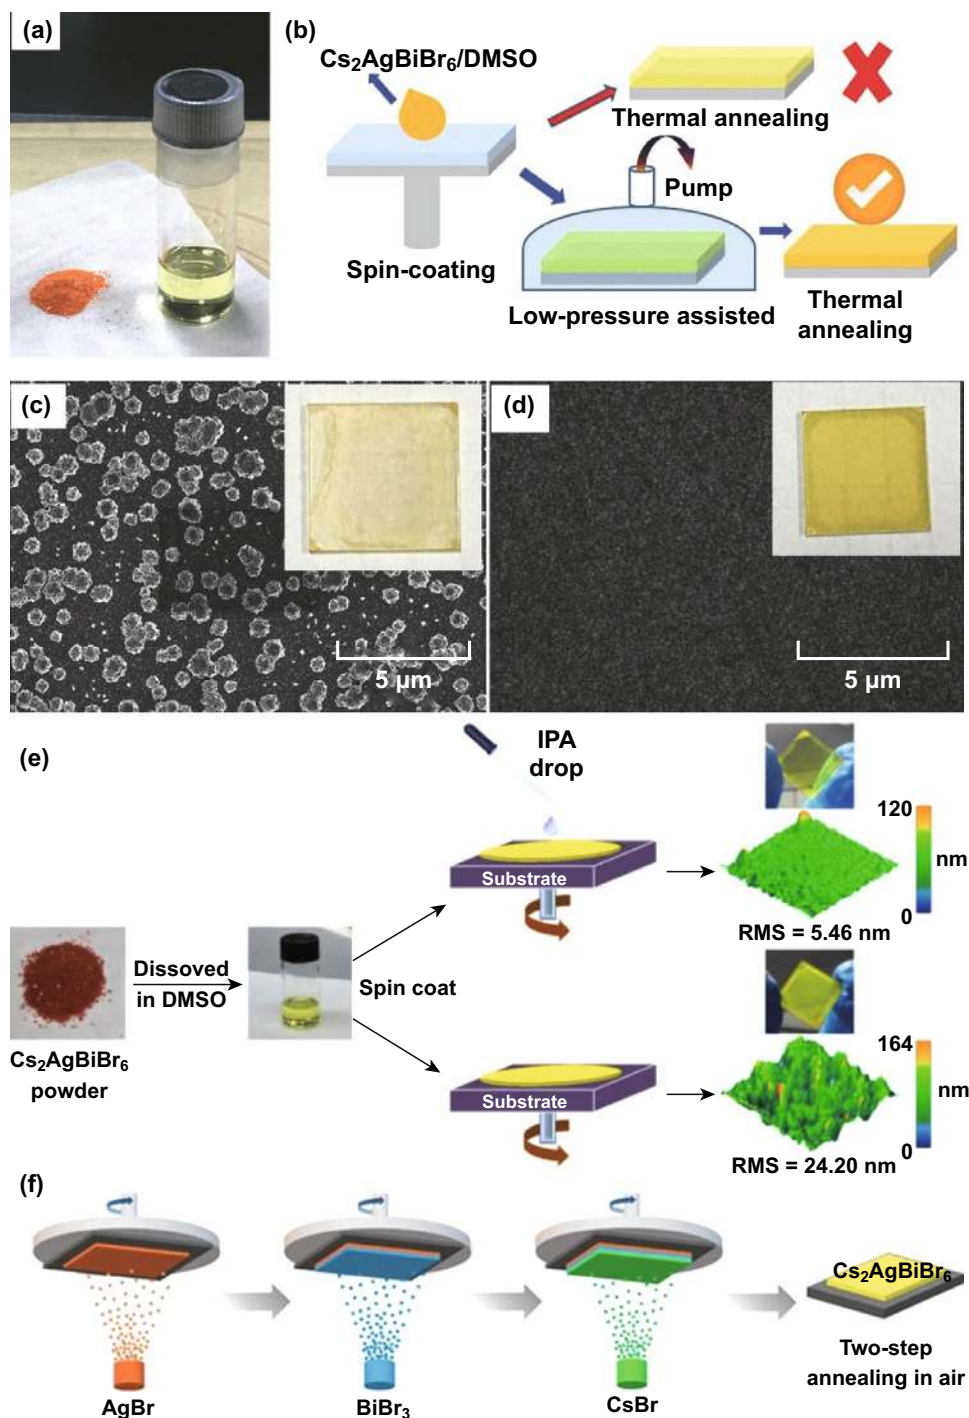 (a)
(b)
Cs₂AgBiBr₆/DMSO
Thermal annealing
Pump
Spin-coating
Low-pressure assisted
Thermal
annealing
(c)
5 µm
(d)
5 µm
(e)
IPA
drop
Substrate
120
nm
0
RMS = 5.46 nm
Dissoved
in DMSO
Spin coat
Cs₂AgBiBr₆
powder
Substrate
164
nm
0
RMS = 24.20 nm
(f)
AgBr
BiBr₃
CsBr
Cs₂AgBiBr₆
Two-step
annealing in air